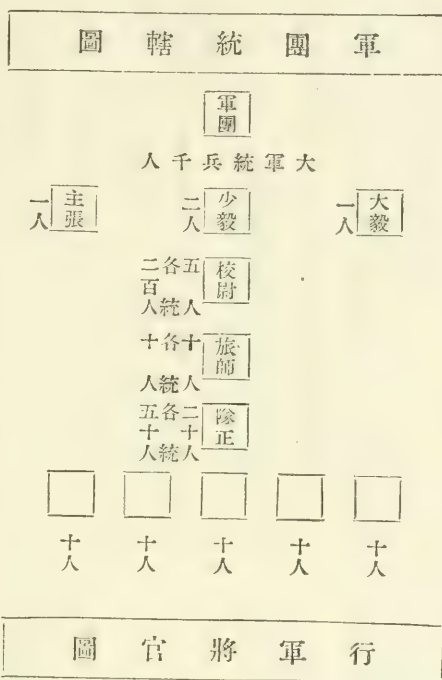 軍團統轄圖
軍團
大軍統兵千人
大毅
一人
少毅
二人
主張
一人
校尉
五人
各統
二百人
旅師
十人
各統
十人
隊正
二十人
各統
五十人
十人
十人
十人
十人
十人
行軍將官圖